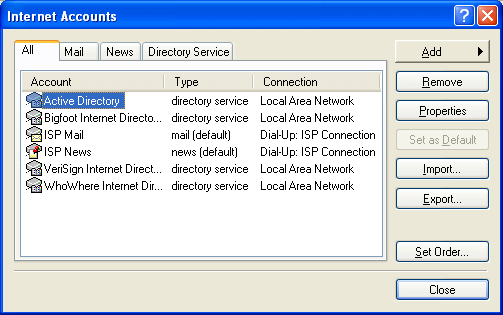 Internet Accounts
All Mail News Directory Service
Account Type Connection
Active Directory directory service Local Area Network
Bigfoot Internet Directo... directory service Local Area Network
ISP Mail mail (default) Dial-Up: ISP Connection
ISP News news (default) Dial-Up: ISP Connection
VeriSign Internet Direct... directory service Local Area Network
WhoWhere Internet Dir... directory service Local Area Network
Add
Remove
Properties
Set as Default
Import...
Export...
Set Order...
Close